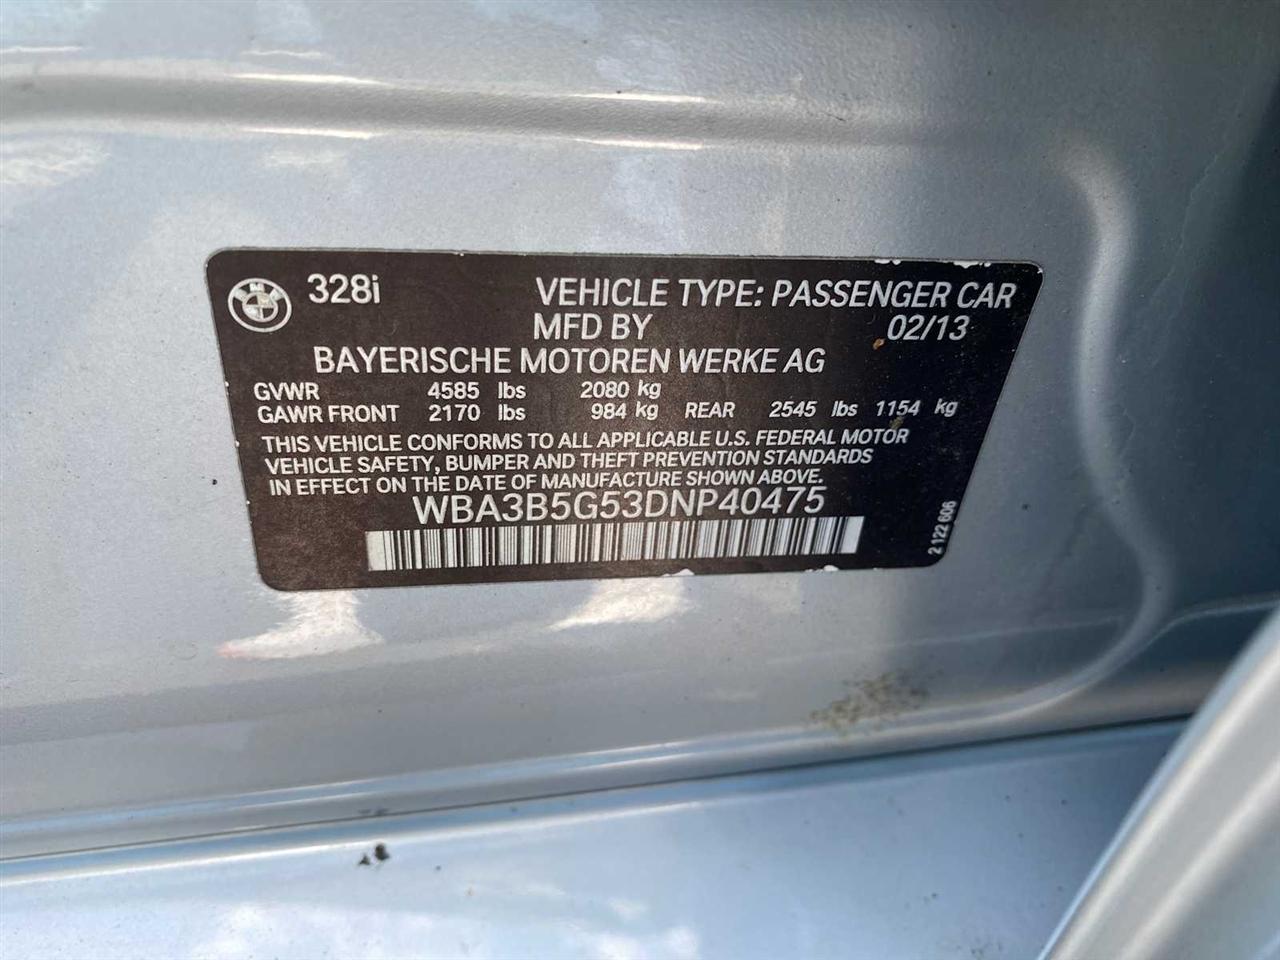 328i VEHICLE TYPE: PASSENGER CAR
MFD BY 02/13
BAYERISCHE MOTOREN WERKE AG
GVWR 4585 lbs 2080 kg
GAWR FRONT 2170 lbs 984 kg REAR 2545 lbs 1154 kg
THIS VEHICLE CONFORMS TO ALL APPLICABLE U.S. FEDERAL MOTOR
VEHICLE SAFETY, BUMPER AND THEFT PREVENTION STANDARDS
IN EFFECT ON THE DATE OF MANUFACTURE SHOWN ABOVE.
WBA3B5G53DNP40475
2 122 606